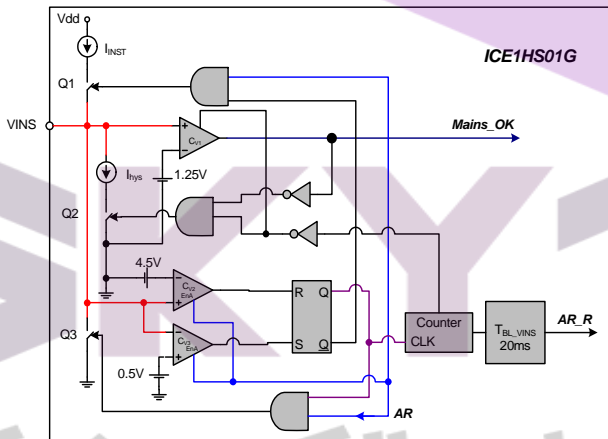 Vdd
I_INST
ICE1HS01G
Q1
VINS
Mains_OK
+
C_V1
-
1.25V
I_hys
Q2
4.5V
-
C_V2
EnA
+
R Q
S Q
Counter
CLK
T_BL_VINS
20ms
AR_R
Q3
-
C_V3
EnA
+
0.5V
AR
SKY